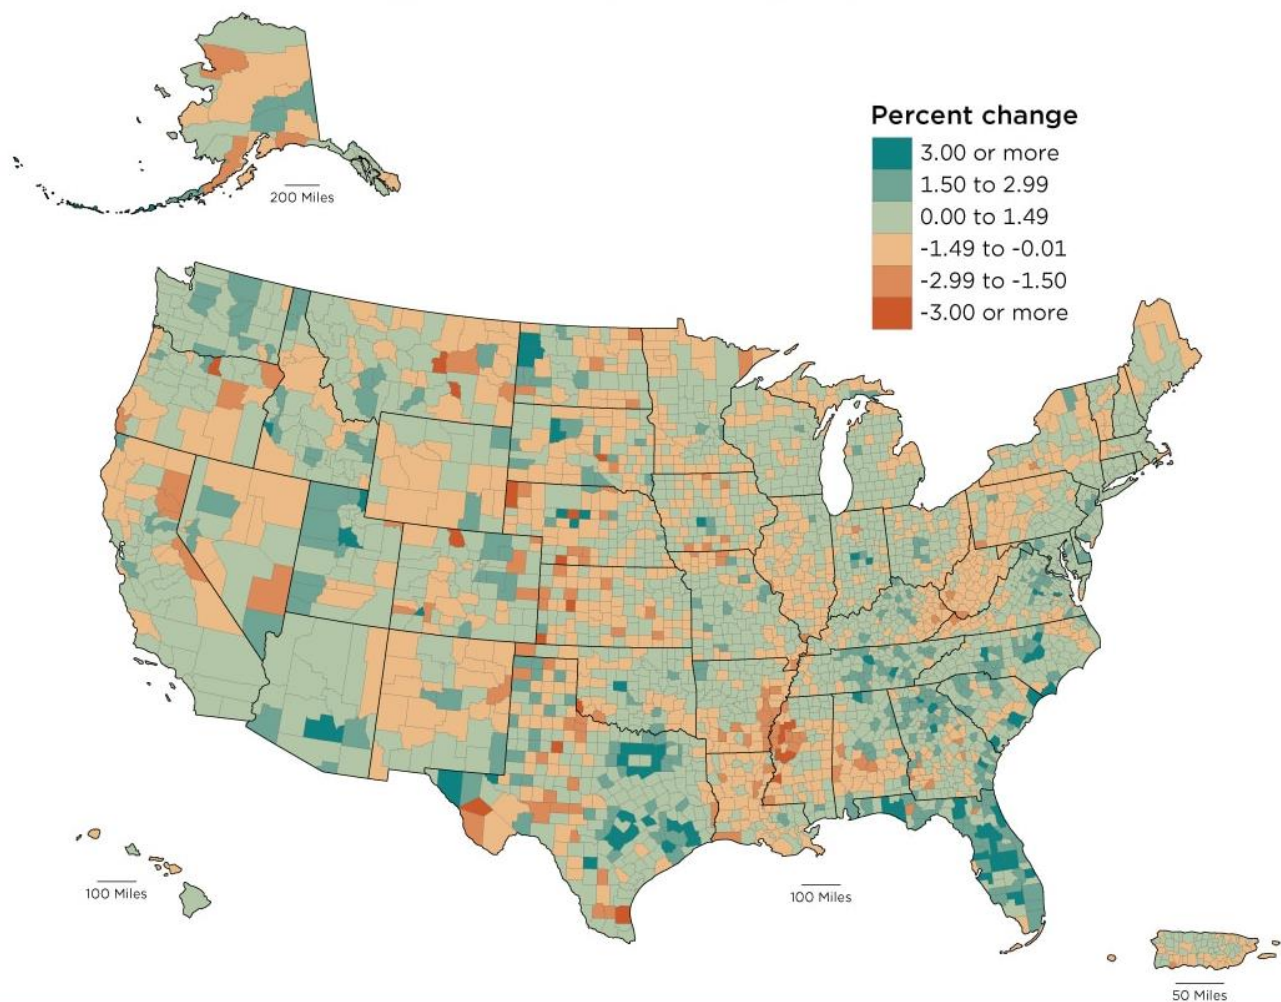 Percent change
3.00 or more
1.50 to 2.99
0.00 to 1.49
-1.49 to -0.01
-2.99 to -1.50
-3.00 or more
200 Miles
100 Miles
100 Miles
50 Miles